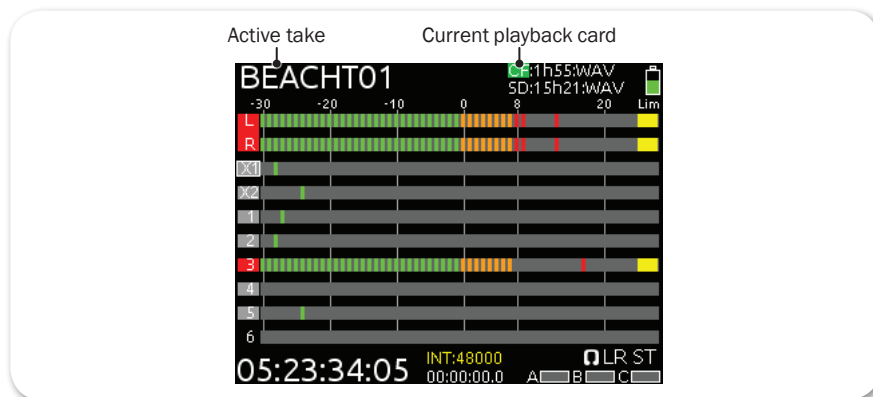 Active take Current playback card
BEACHT01 CF:1h55:WAV
SD:15h21:WAV
-30 -20 -10 0 8 20 Lim
L
R
X1
X2
1
2
3
4
5
6
05:23:34:05 INT:48000 LR ST
00:00:00.0 A B C